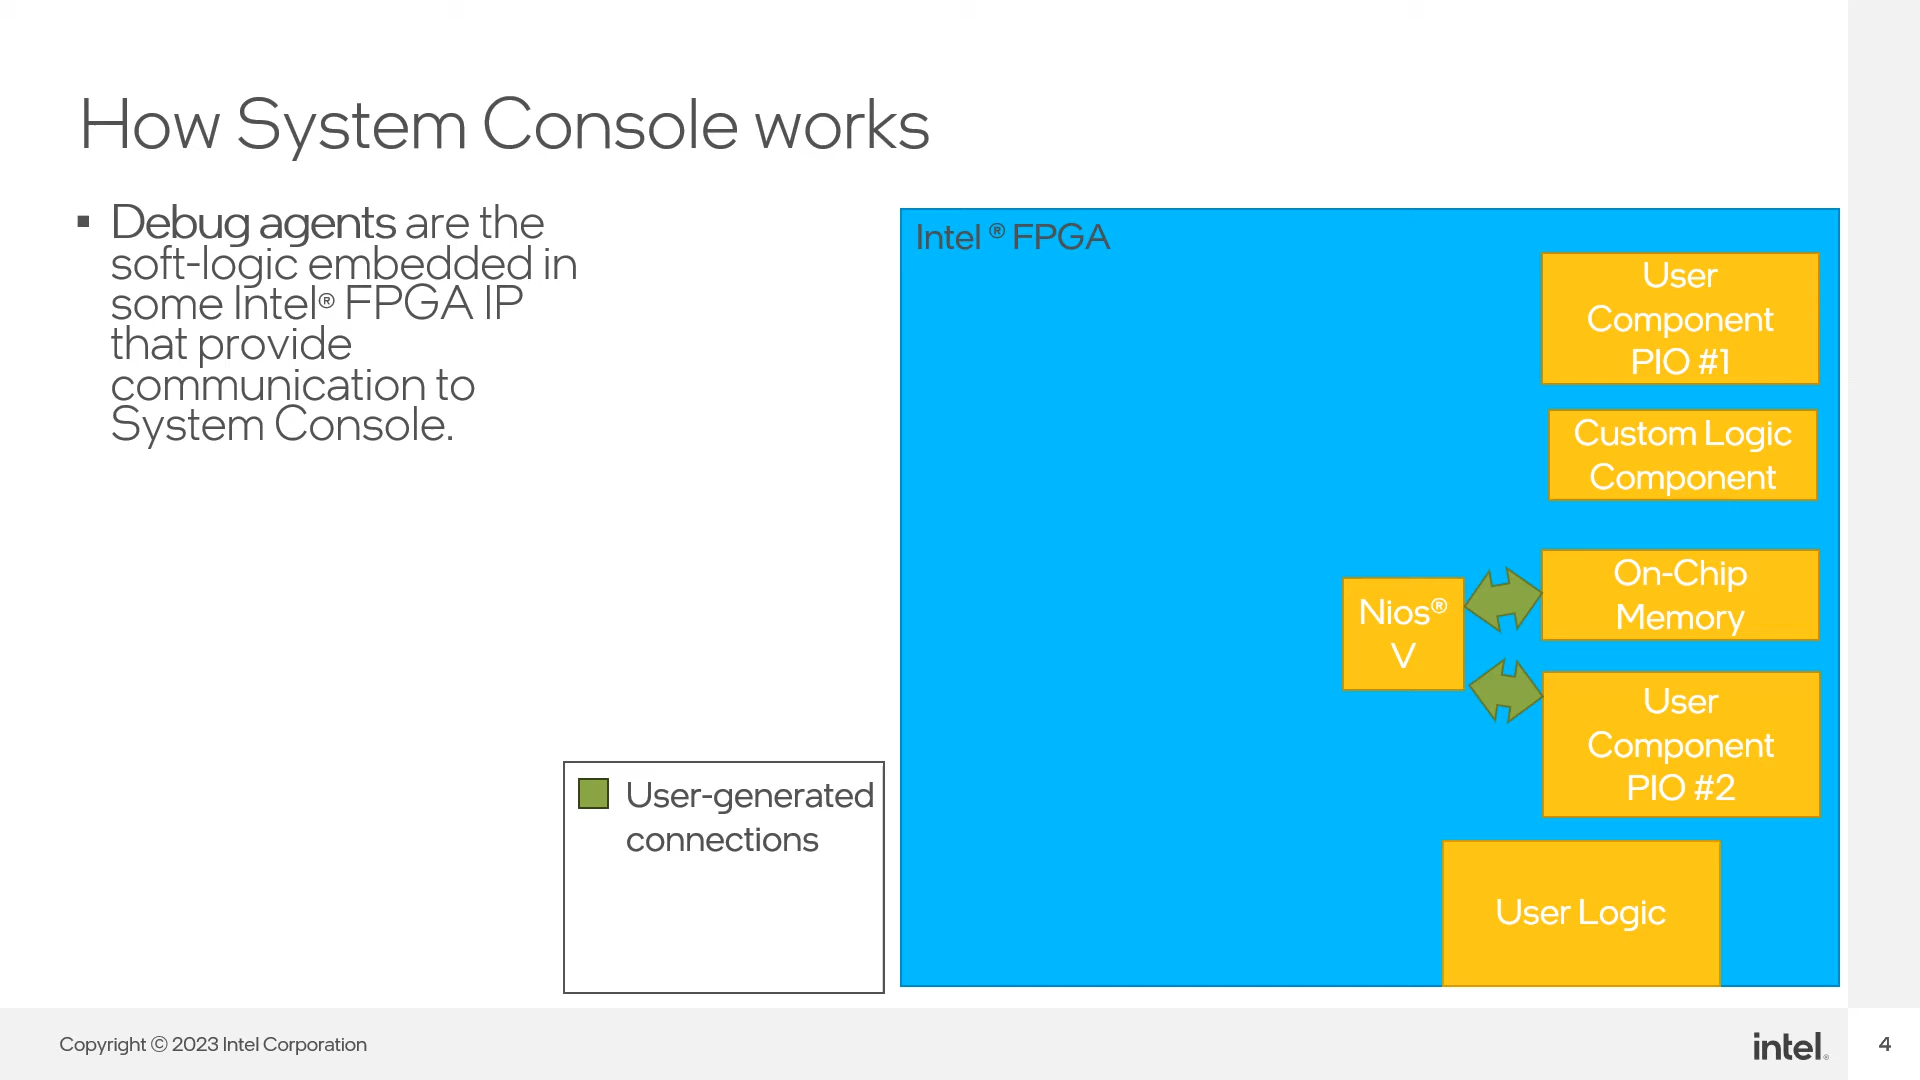 How System Console works
▪ Debug agents are the
soft-logic embedded in
some Intel® FPGA IP
that provide
communication to
System Console.
Intel ® FPGA
User
Component
PIO #1
Custom Logic
Component
On-Chip
Memory
Nios®
V
User
Component
PIO #2
User Logic
User-generated
connections
Copyright © 2023 Intel Corporation
intel®
4